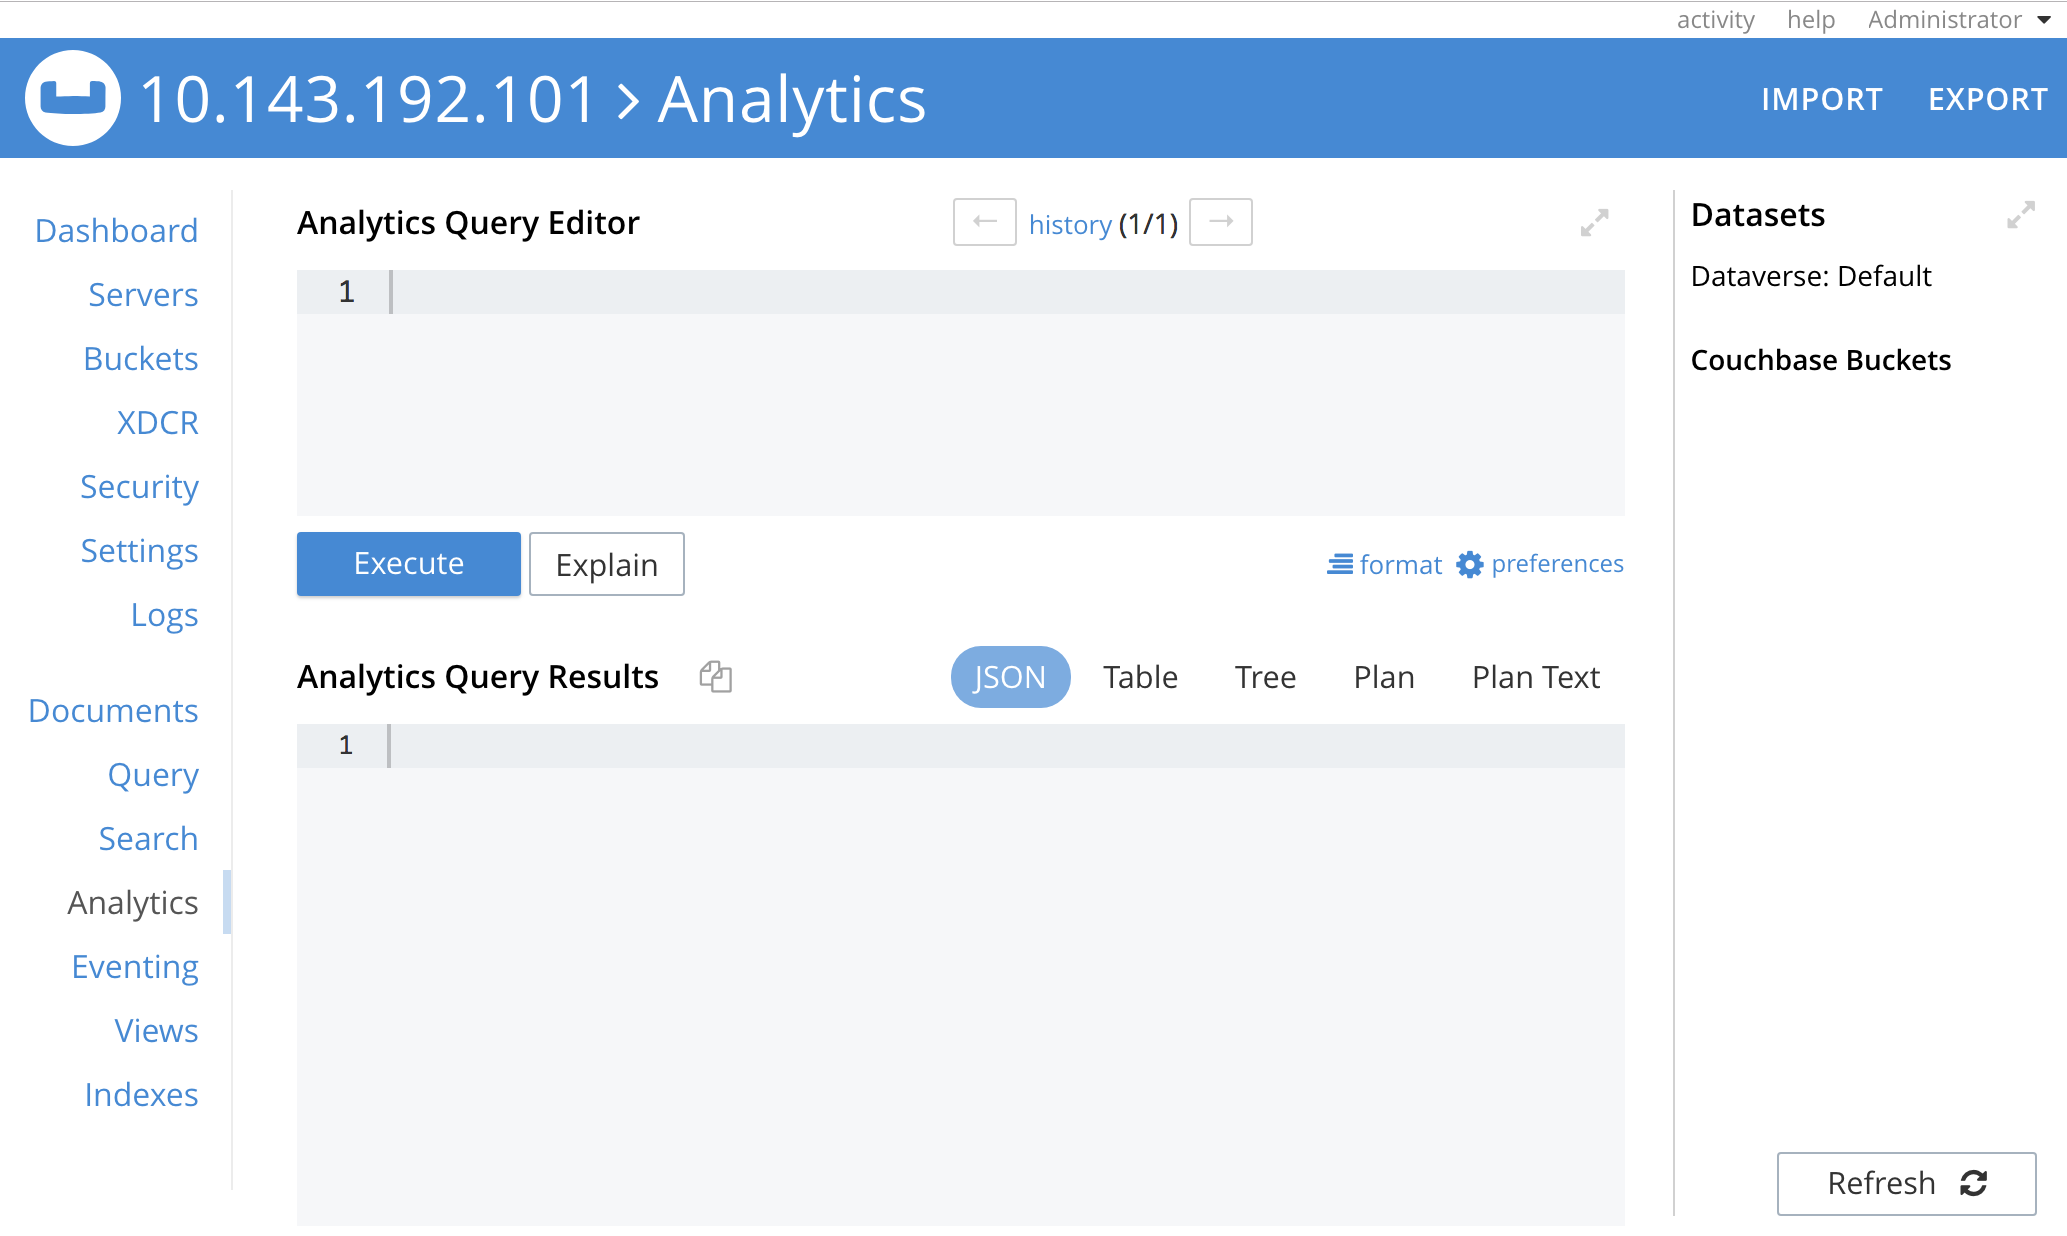 activity help Administrator
10.143.192.101 > Analytics
IMPORT EXPORT
Dashboard
Servers
Buckets
XDCR
Security
Settings
Logs
Documents
Query
Search
Analytics
Eventing
Views
Indexes
Analytics Query Editor
history (1/1)
1
Execute
Explain
format
preferences
Analytics Query Results
JSON Table Tree Plan Plan Text
1
Datasets
Dataverse: Default
Couchbase Buckets
Refresh